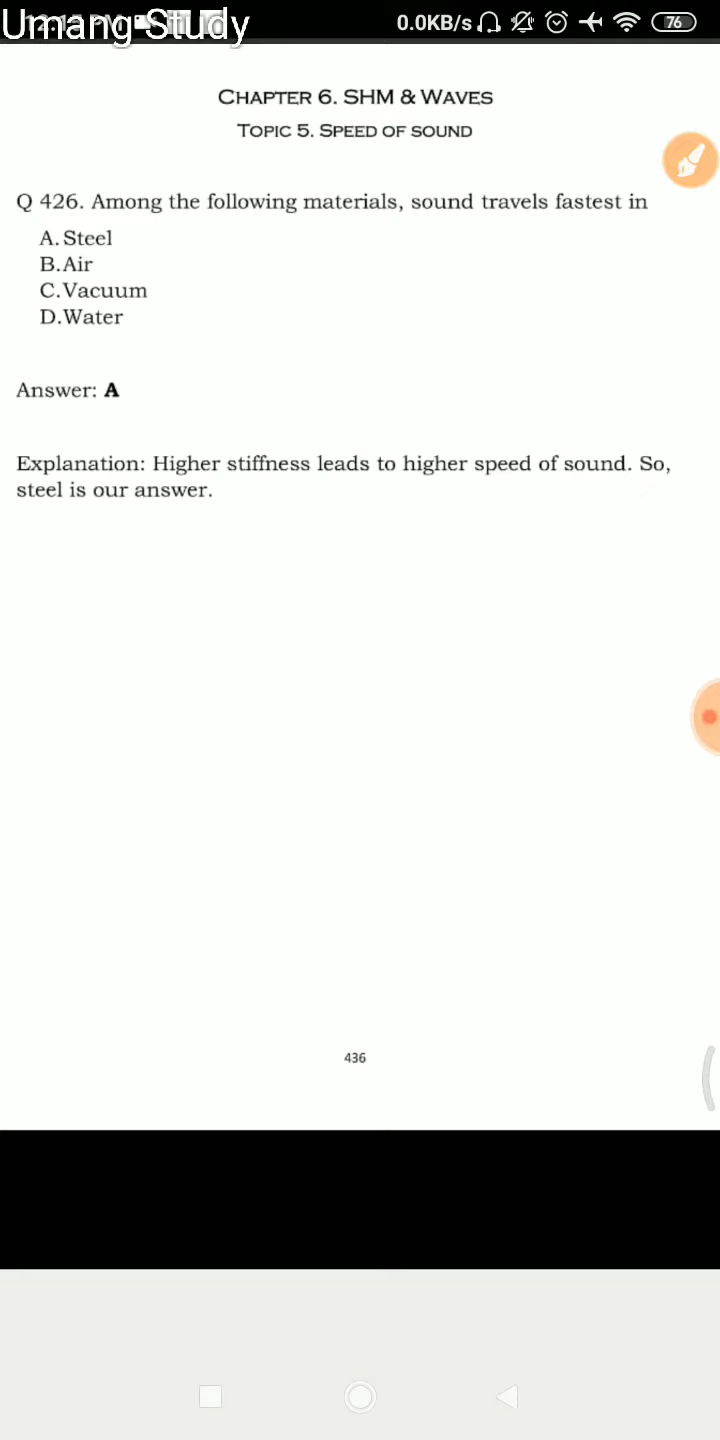 Umang Study
0.0KB/s 76
CHAPTER 6. SHM & WAVES
TOPIC 5. SPEED OF SOUND
Q 426. Among the following materials, sound travels fastest in
A. Steel
B.Air
C.Vacuum
D.Water
Answer: A
Explanation: Higher stiffness leads to higher speed of sound. So,
steel is our answer.
436